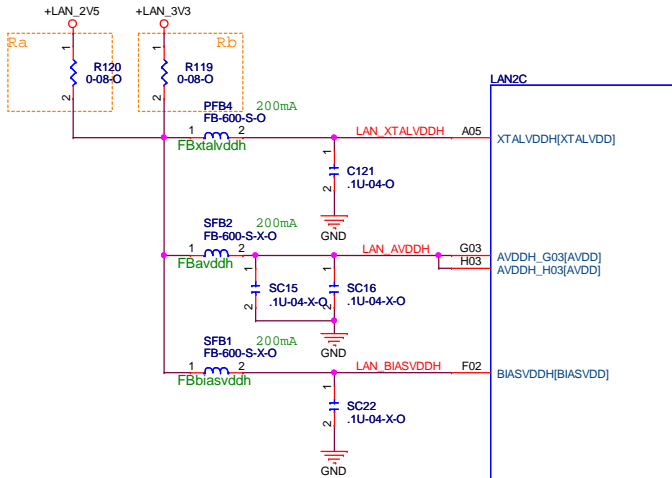 +LAN_2V5
+LAN_3V3
Ra
Rb
1
R120
0-08-O
2
1
R119
0-08-O
2
LAN2C
PFB4
200mA
FB-600-S-O
1
2
FBxtalvddh
LAN_XTALVDDH
A05
XTALVDDH[XTALVDD]
1
C121
.1U-04-O
2
GND
SFB2
200mA
FB-600-S-X-O
1
2
FBavddh
LAN_AVDDH
G03
AVDDH_G03[AVDD]
H03
AVDDH_H03[AVDD]
1
SC15
.1U-04-X-O
2
1
SC16
.1U-04-X-O
2
GND
SFB1
200mA
FB-600-S-X-O
1
2
FBbiasvddh
LAN_BIASVDDH
F02
BIASVDDH[BIASVDD]
1
SC22
.1U-04-X-O
2
GND